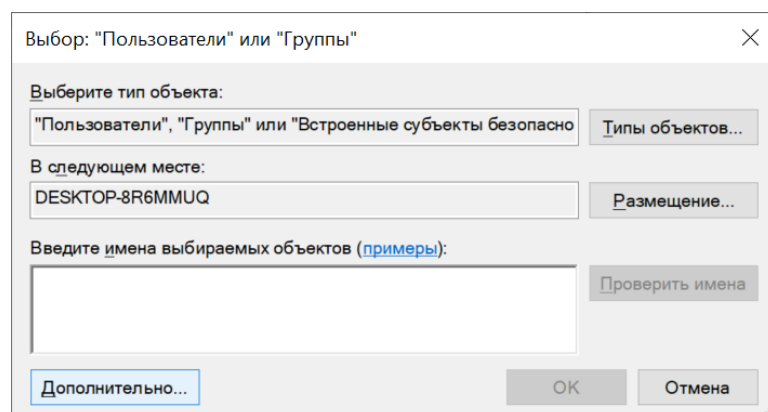 Выбор: "Пользователи" или "Группы"
Выберите тип объекта:
"Пользователи", "Группы" или "Встроенные субъекты безопасно
Типы объектов...
В следующем месте:
DESKTOP-8R6MMUQ
Размещение...
Введите имена выбираемых объектов (примеры):
Проверить имена
Дополнительно...
ОК
Отмена